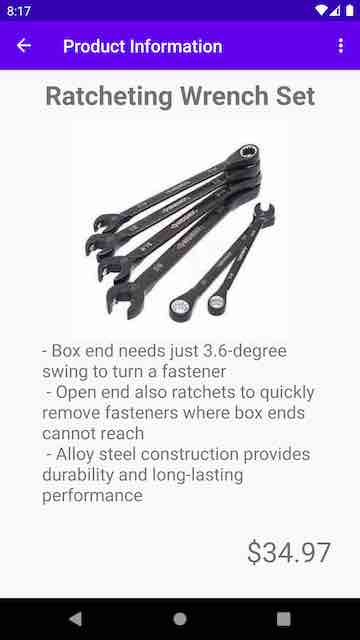 8:17
Product Information
Ratcheting Wrench Set
- Box end needs just 3.6-degree
swing to turn a fastener
- Open end also ratchets to quickly
remove fasteners where box ends
cannot reach
- Alloy steel construction provides
durability and long-lasting
performance
$34.97